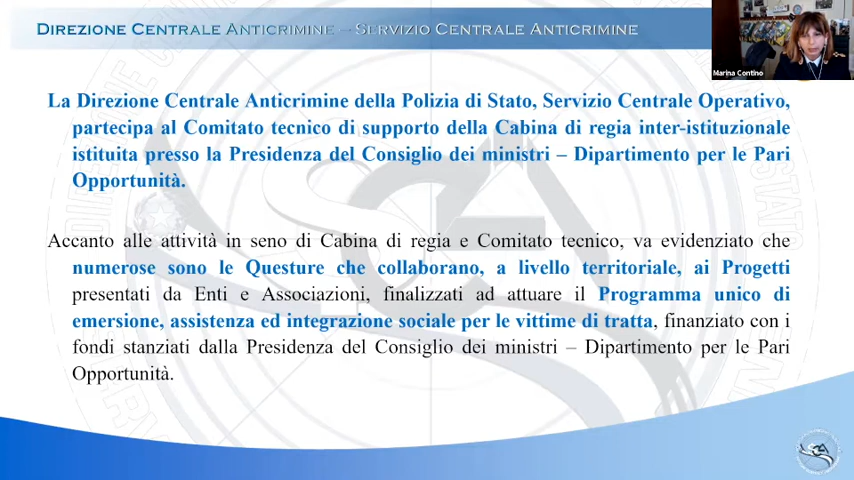 DIREZIONE CENTRALE ANTICRIMINE – SERVIZIO CENTRALE ANTICRIMINE
Marina Contino
La Direzione Centrale Anticrimine della Polizia di Stato, Servizio Centrale Operativo,
partecipa al Comitato tecnico di supporto della Cabina di regia inter-istituzionale
istituita presso la Presidenza del Consiglio dei ministri – Dipartimento per le Pari
Opportunità.
Accanto alle attività in seno di Cabina di regia e Comitato tecnico, va evidenziato che
numerose sono le Questure che collaborano, a livello territoriale, ai Progetti
presentati da Enti e Associazioni, finalizzati ad attuare il Programma unico di
emersione, assistenza ed integrazione sociale per le vittime di tratta, finanziato con i
fondi stanziati dalla Presidenza del Consiglio dei ministri – Dipartimento per le Pari
Opportunità.